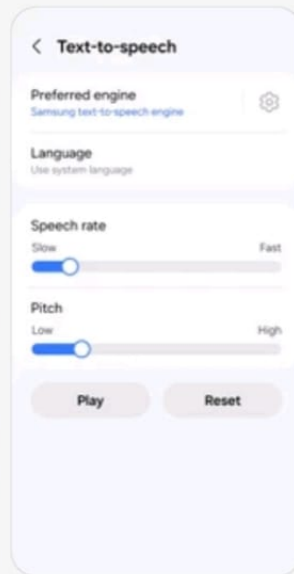 Text-to-speech
Preferred engine
Samsung text-to-speech engine
Language
Use system language
Speech rate
Slow Fast
Pitch
Low High
Play Reset